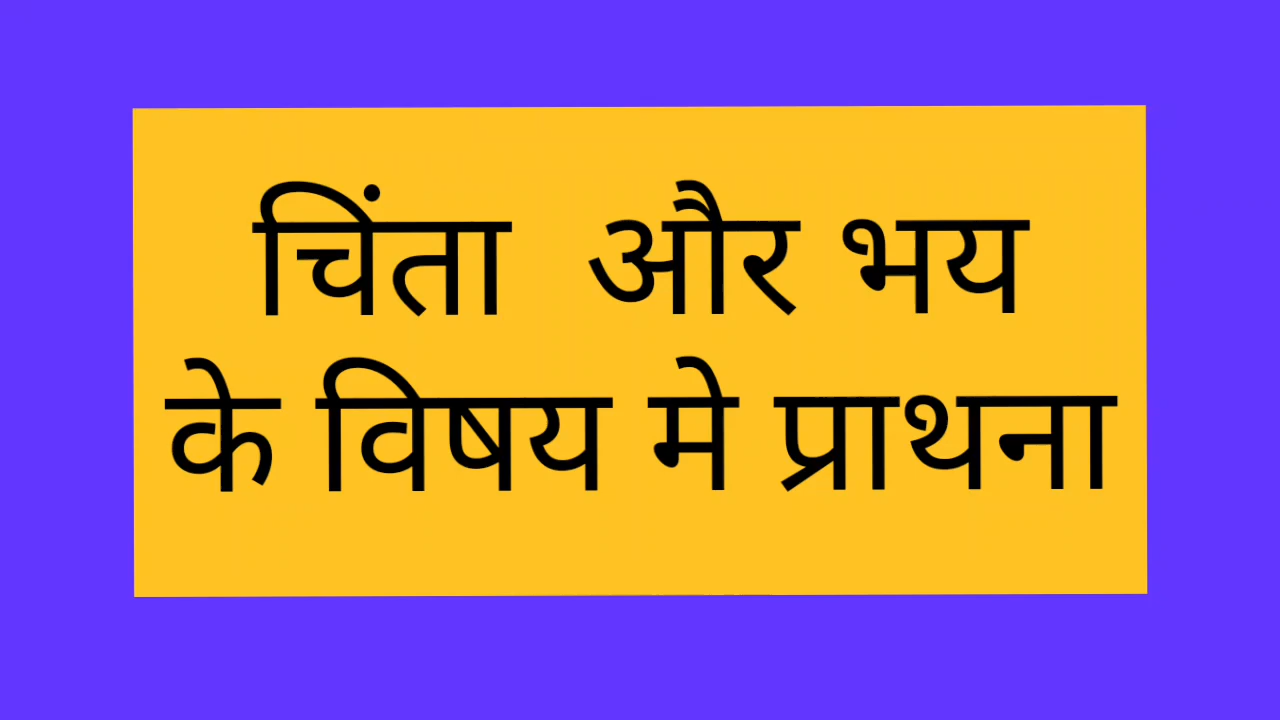 चिंता और भय
के विषय मे प्राथना